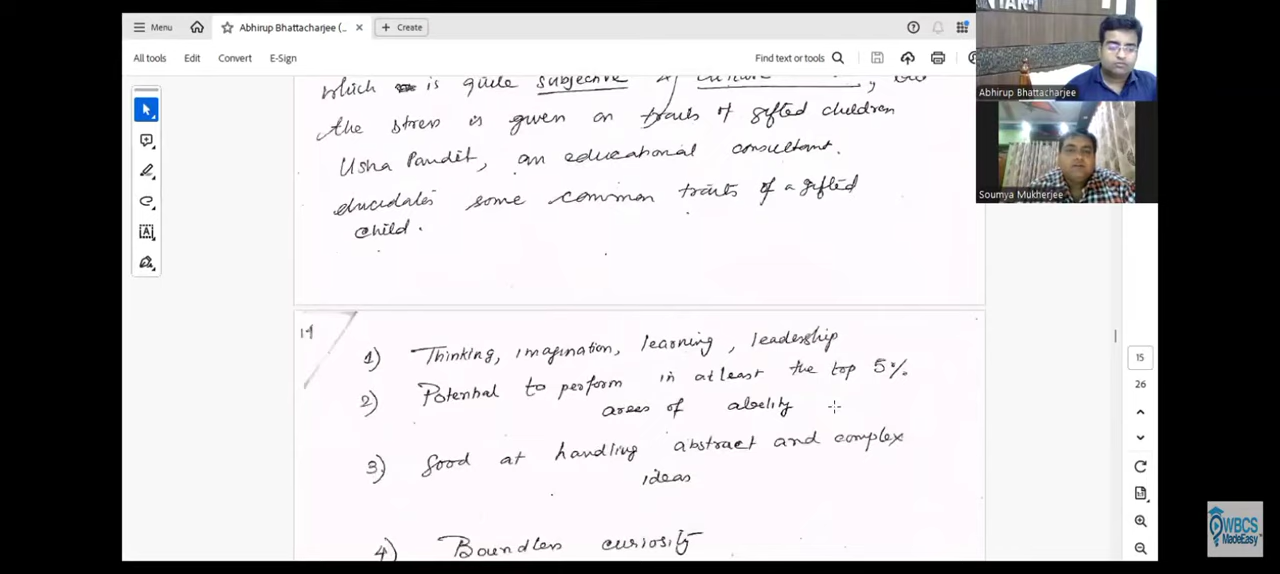 Menu
Abhirup Bhattacharjee (...
Create
All tools Edit Convert E-Sign
Find text or tools
which is quite subjective
the stress is given on traits of gifted children
Usha Pandit, an educational consultant.
elucidates some common traits of a gifted
child.
14
1) Thinking, imagination, learning, leadership
2) Potential to perform in atleast the top 5%
areas of abelity
3) Good at handling abstract and complex
ideas
4) Boundless curiosity
15
26
Abhirup Bhattacharjee
Soumya Mukherjee
WBCS
MadeEasy